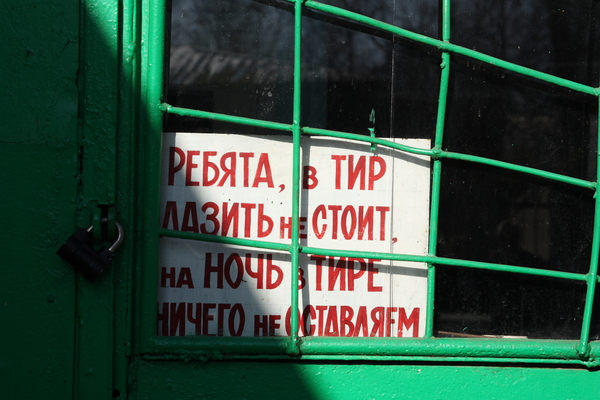 РЕБЯТА, в ТИР
ЛАЗИТЬ не СТОИТ,
на НОЧЬ в ТИРЕ
НИЧЕГО не ОСТАВЛЯЕМ